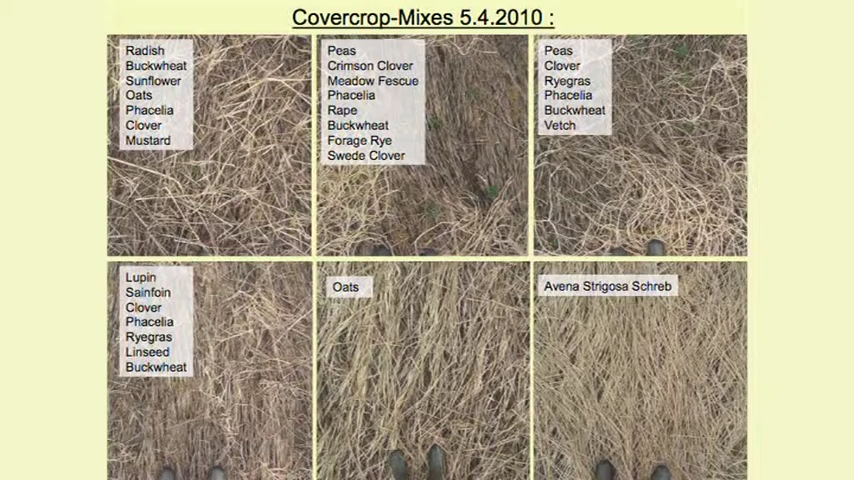 Covercrop-Mixes 5.4.2010 :
Radish
Buckwheat
Sunflower
Oats
Phacelia
Clover
Mustard
Peas
Crimson Clover
Meadow Fescue
Phacelia
Rape
Buckwheat
Forage Rye
Swede Clover
Peas
Clover
Ryegras
Phacelia
Buckwheat
Vetch
Lupin
Sainfoin
Clover
Phacelia
Ryegras
Linseed
Buckwheat
Oats
Avena Strigosa Schreb